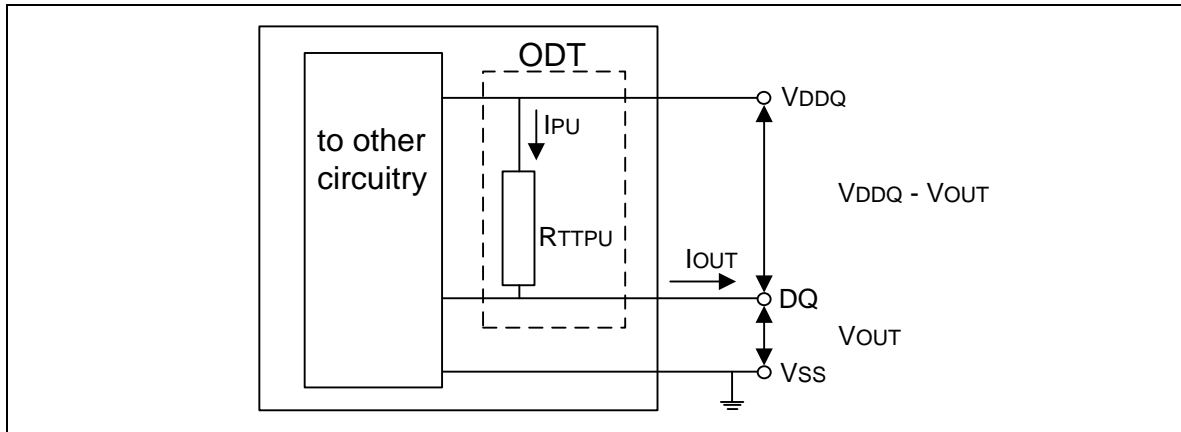 ODT
VDDQ
IPU
to other
circuitry
VDDQ - VOUT
RTTPU
IOUT
DQ
VOUT
VSS